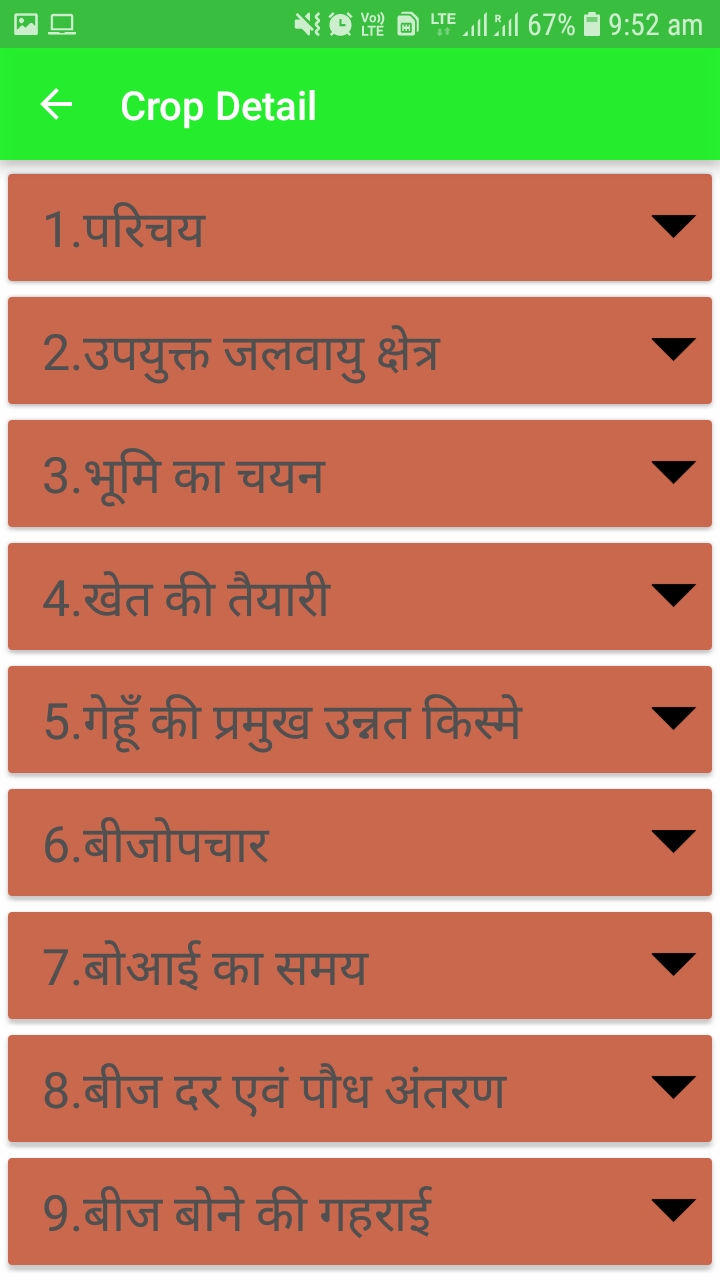 Vo)) LTE LTE R 67% 9:52 am
Crop Detail
1.परिचय
2.उपयुक्त जलवायु क्षेत्र
3.भूमि का चयन
4.खेत की तैयारी
5.गेहूँ की प्रमुख उन्नत किस्मे
6.बीजोपचार
7.बोआई का समय
8.बीज दर एवं पौध अंतरण
9.बीज बोने की गहराई